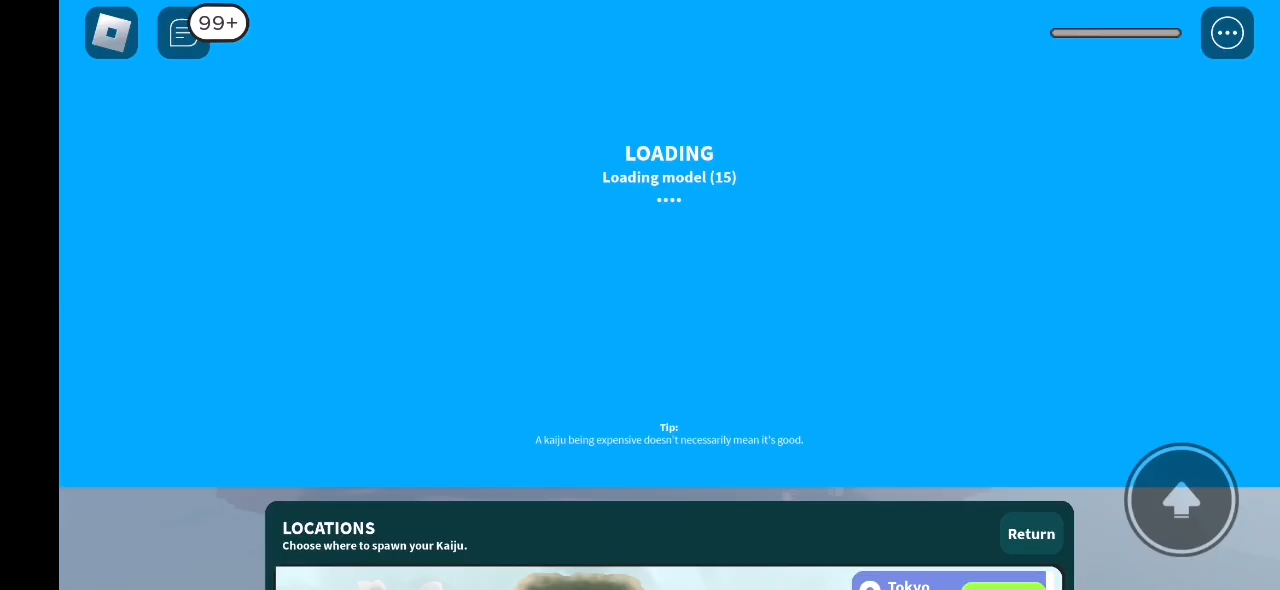 99+
LOADING
Loading model (15)
Tip:
A kaiju being expensive doesn't necessarily mean it's good.
LOCATIONS
Choose where to spawn your Kaiju.
Return
Tokyo